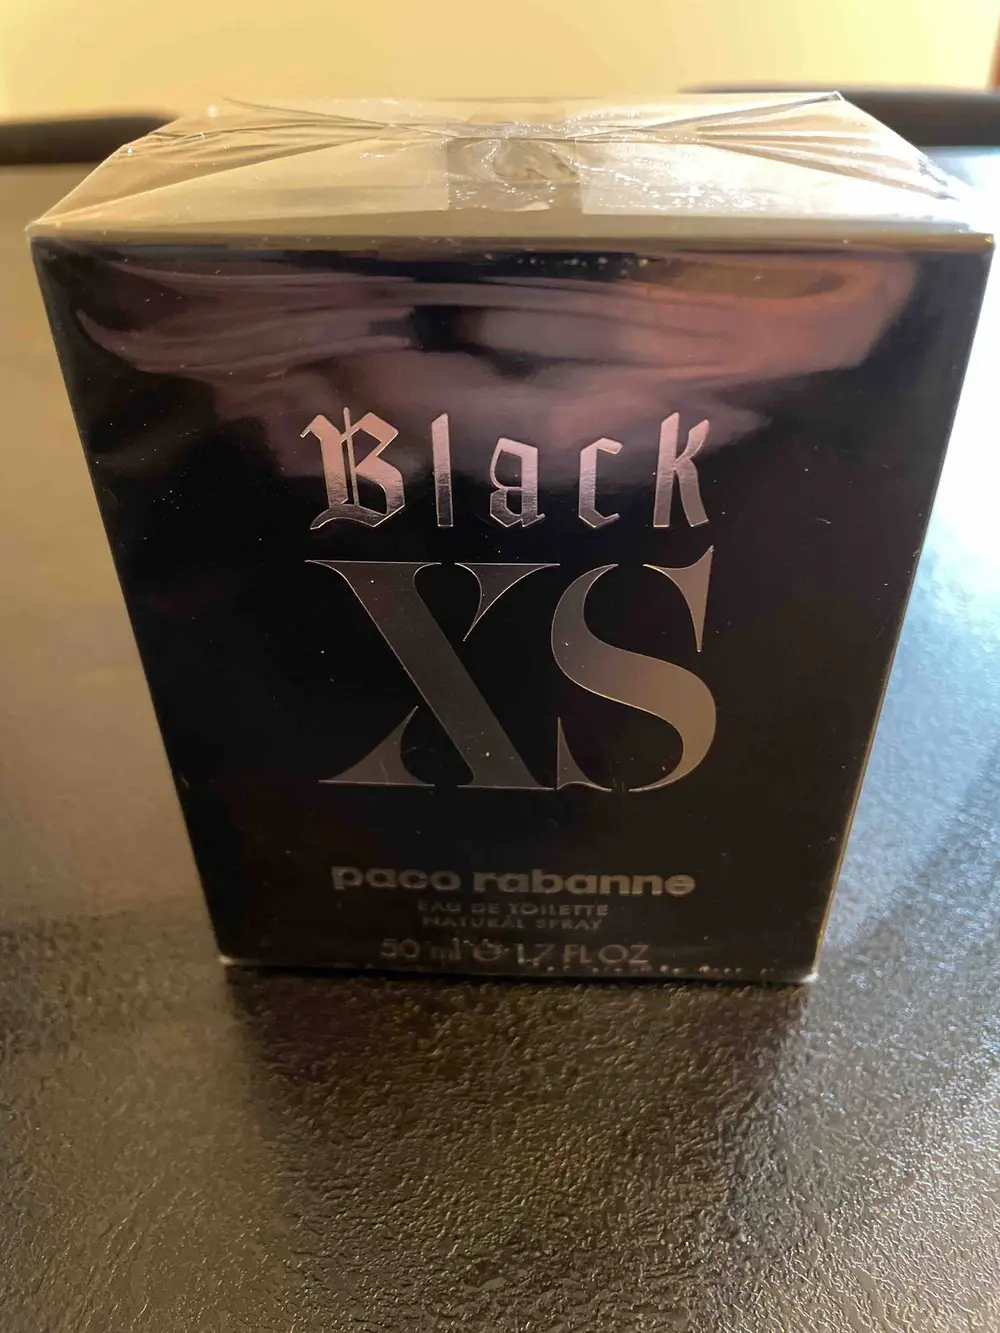 Black
XS
paco rabanne
EAU DE TOILETTE
NATURAL SPRAY
50 ml ℮ 1.7 FL OZ